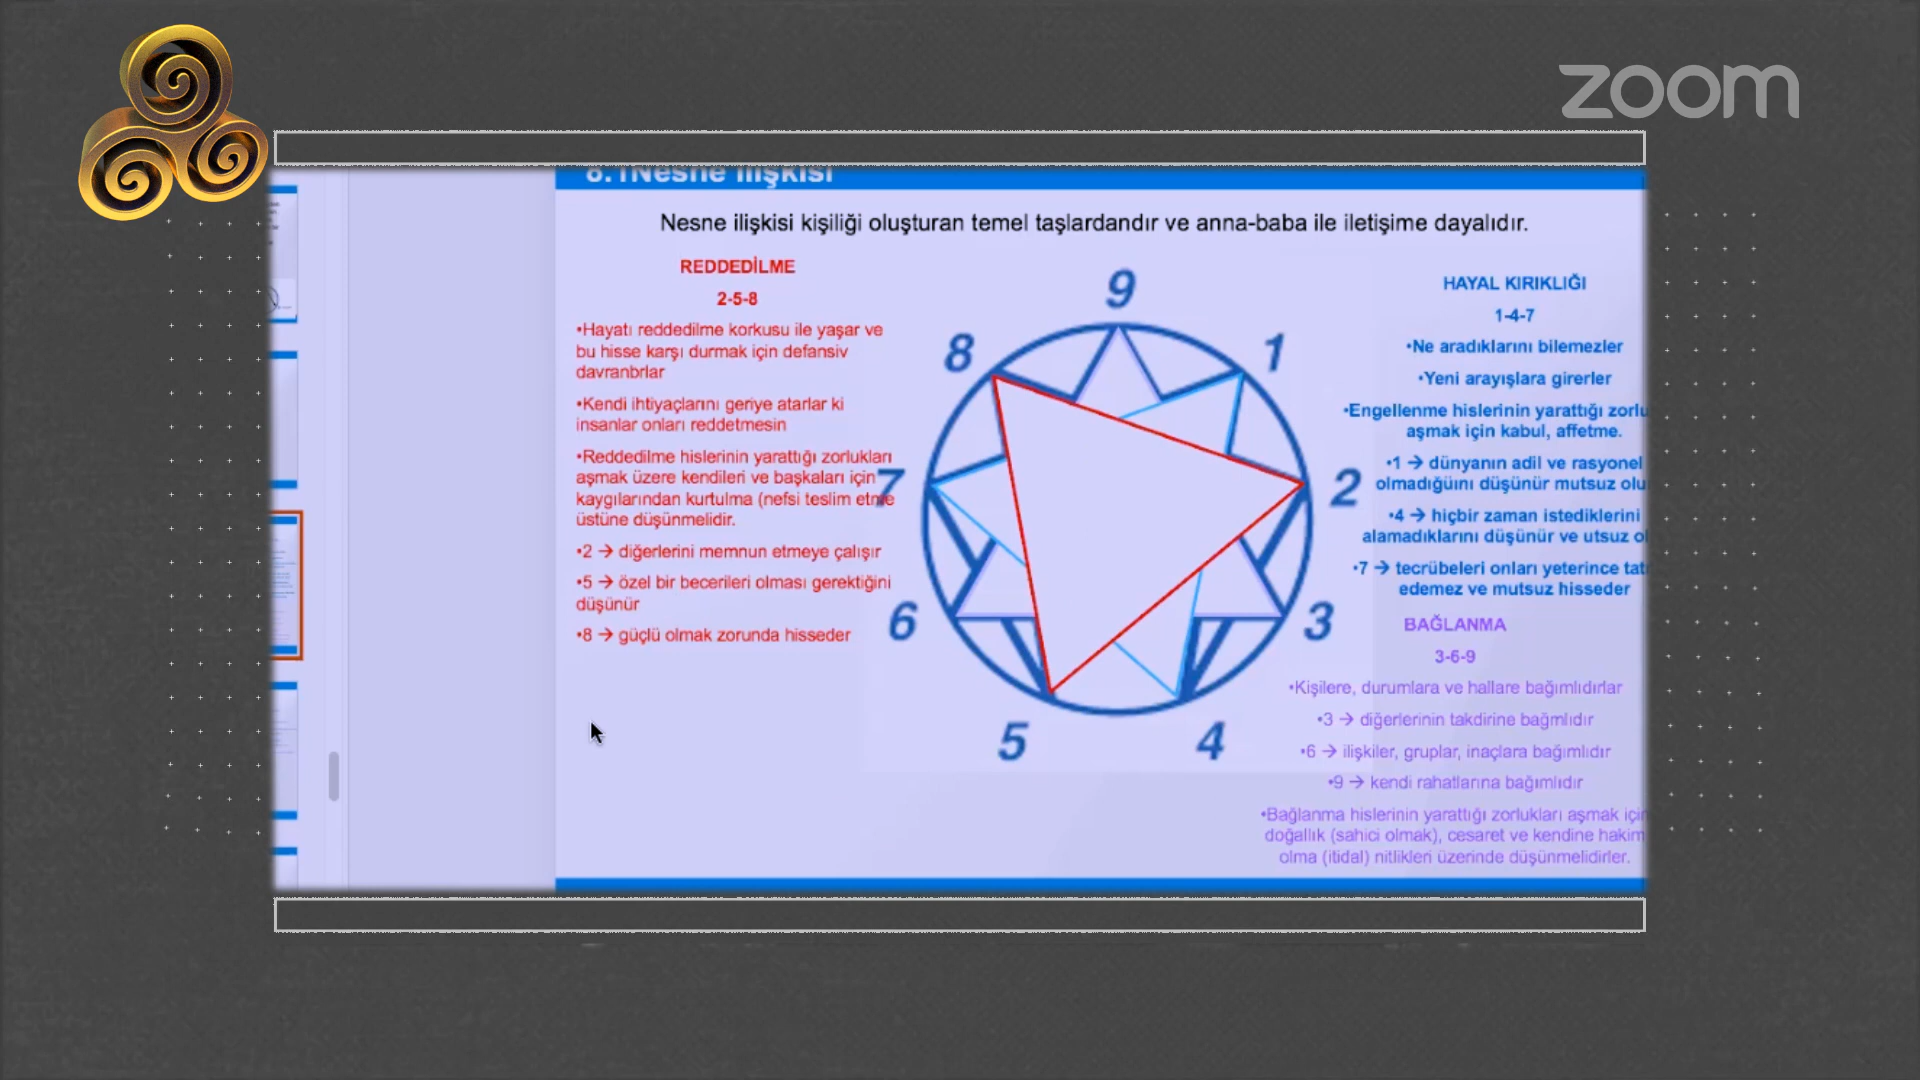 zoom
8.1Nesne ilişkisi
Nesne ilişkisi kişiliği oluşturan temel taşlardandır ve anna-baba ile iletişime dayalıdır.
REDDEDİLME
2-5-8
•Hayatı reddedilme korkusu ile yaşar ve
bu hisse karşı durmak için defansiv
davranbrlar
•Kendi ihtiyaçlarını geriye atarlar ki
insanlar onları reddetmesin
•Reddedilme hislerinin yarattığı zorlukları
aşmak üzere kendileri ve başkaları için
kaygılarından kurtulma (nefsi teslim etme
üstüne düşünmelidir.
•2 → diğerlerini memnun etmeye çalışır
•5 → özel bir becerileri olması gerektiğini
düşünür
•8 → güçlü olmak zorunda hisseder
9
8
1
7
2
6
3
5
4
HAYAL KIRIKLIĞI
1-4-7
•Ne aradıklarını bilemezler
•Yeni arayışlara girerler
•Engellenme hislerinin yarattığı zorlu
aşmak için kabul, affetme.
•1 → dünyanın adil ve rasyonel
olmadığüını düşünür mutsuz olu
•4 → hiçbir zaman istediklerini
alamadıklarını düşünür ve utsuz ol
•7 → tecrübeleri onları yeterince tat
edemez ve mutsuz hisseder
BAĞLANMA
3-6-9
•Kişilere, durumlara ve hallare bağımlıdırlar
•3 → diğerlerinin takdirine bağmlıdır
•6 → ilişkiler, gruplar, inaçlara bağımlıdır
•9 → kendi rahatlarına bağımlıdır
•Bağlanma hislerinin yarattığı zorlukları aşmak için
doğallık (sahici olmak), cesaret ve kendine hakim
olma (itidal) nitlikleri üzerinde düşünmelidirler.